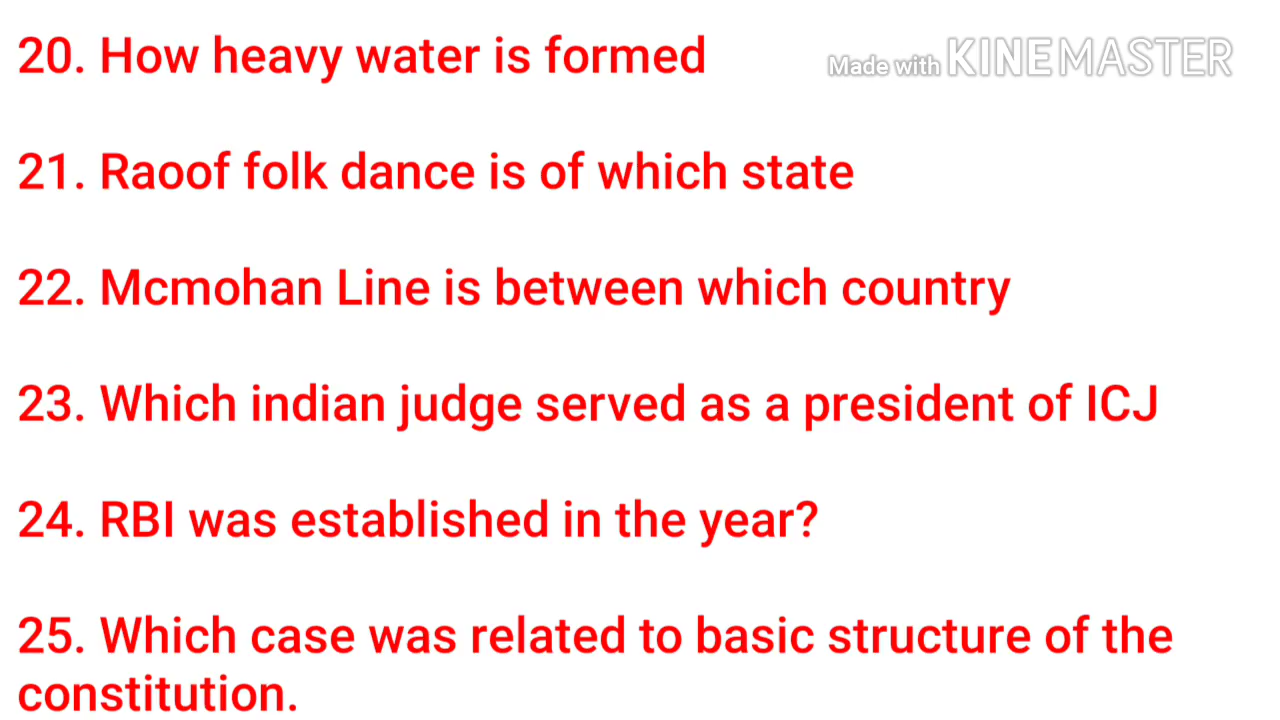 20. How heavy water is formed
Made with KINEMASTER
21. Raoof folk dance is of which state
22. Mcmohan Line is between which country
23. Which indian judge served as a president of ICJ
24. RBI was established in the year?
25. Which case was related to basic structure of the
constitution.